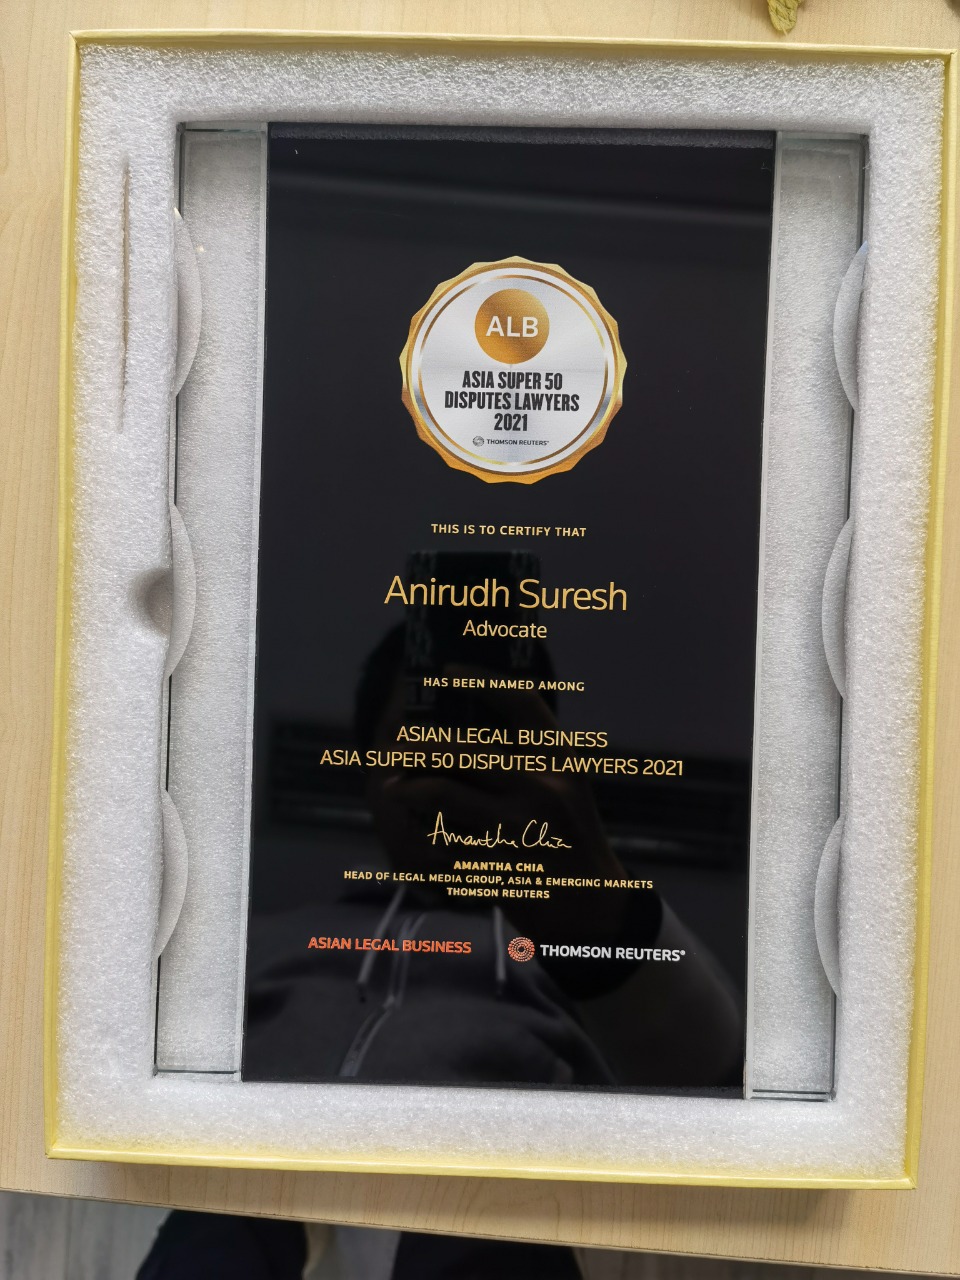 ALB
ASIA SUPER 50
DISPUTES LAWYERS
2021
THOMSON REUTERS®
THIS IS TO CERTIFY THAT
Anirudh Suresh
Advocate
HAS BEEN NAMED AMONG
ASIAN LEGAL BUSINESS
ASIA SUPER 50 DISPUTES LAWYERS 2021
Amantha Chia
AMANTHA CHIA
HEAD OF LEGAL MEDIA GROUP, ASIA & EMERGING MARKETS
THOMSON REUTERS
ASIAN LEGAL BUSINESS THOMSON REUTERS®